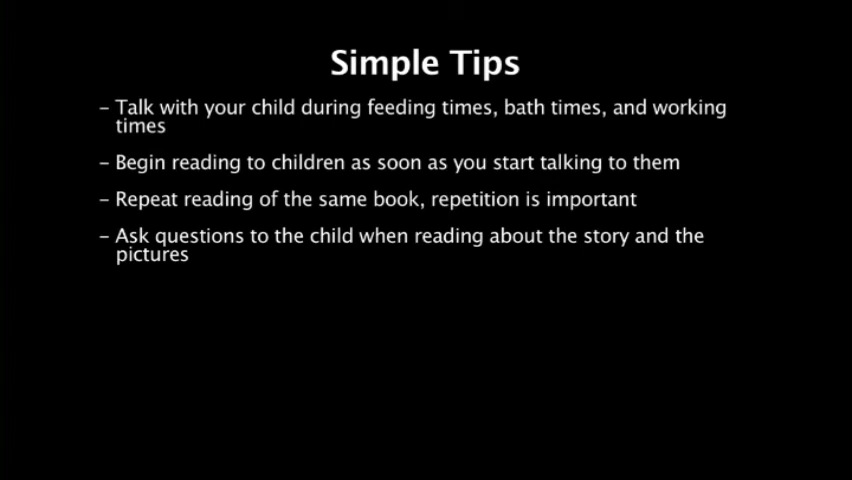 Simple Tips
– Talk with your child during feeding times, bath times, and working
times
– Begin reading to children as soon as you start talking to them
– Repeat reading of the same book, repetition is important
– Ask questions to the child when reading about the story and the
pictures